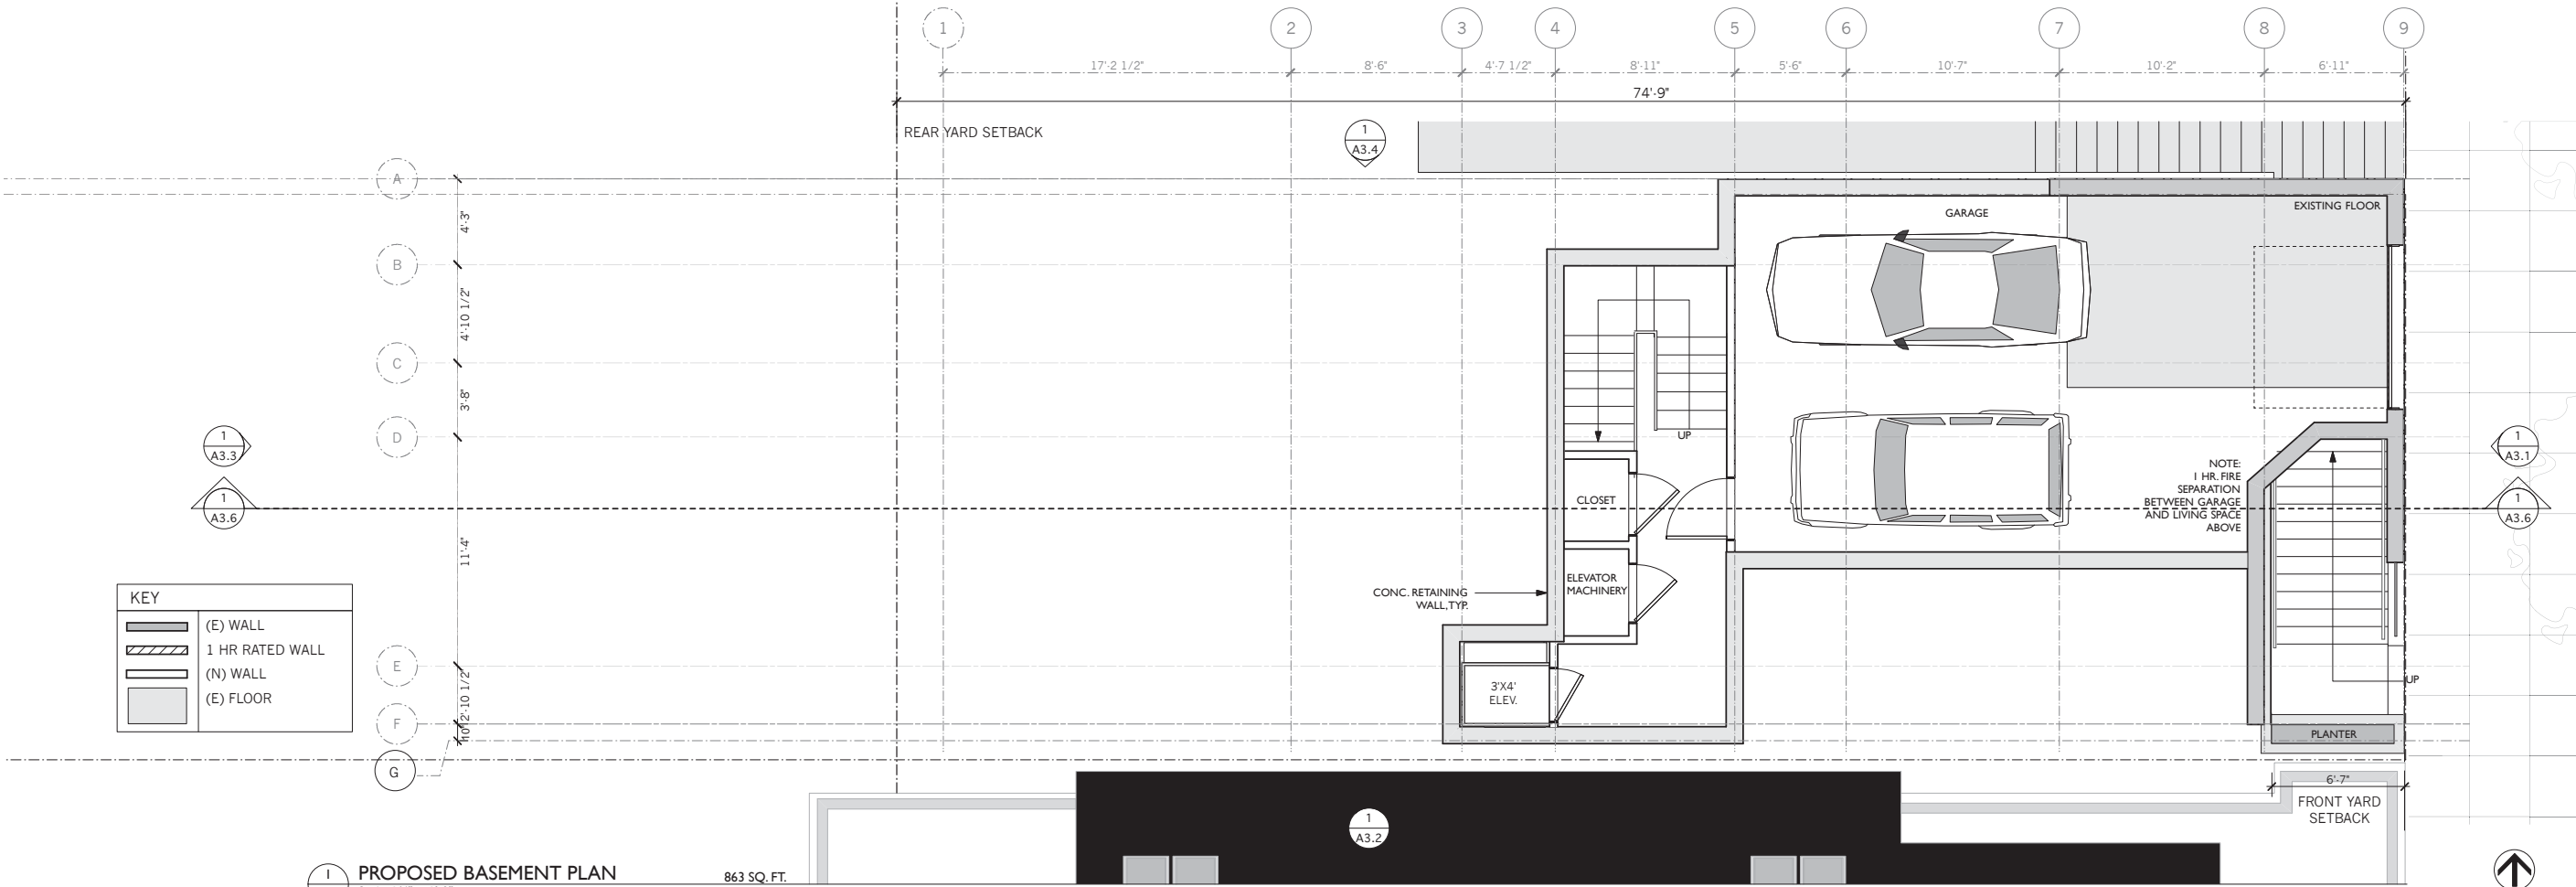 1
2
3
4
5
6
7
8
9
17'-2 1/2"
8'-6"
4'-7 1/2"
8'-11"
5'-6"
10'-7"
10'-2"
6'-11"
74'-9"
REAR YARD SETBACK
1
A3.4
A
B
C
D
E
F
G
4'-3"
4'-10 1/2"
3'-8"
11'-4"
2'-10 1/2"
10"
GARAGE
EXISTING FLOOR
UP
CLOSET
ELEVATOR
MACHINERY
3'X4'
ELEV.
CONC. RETAINING
WALL, TYP.
NOTE:
1 HR. FIRE
SEPARATION
BETWEEN GARAGE
AND LIVING SPACE
ABOVE
UP
PLANTER
1
A3.3
1
A3.6
1
A3.1
1
A3.6
KEY
(E) WALL
1 HR RATED WALL
(N) WALL
(E) FLOOR
6'-7"
FRONT YARD
SETBACK
1
A3.2
1
PROPOSED BASEMENT PLAN
863 SQ. FT.